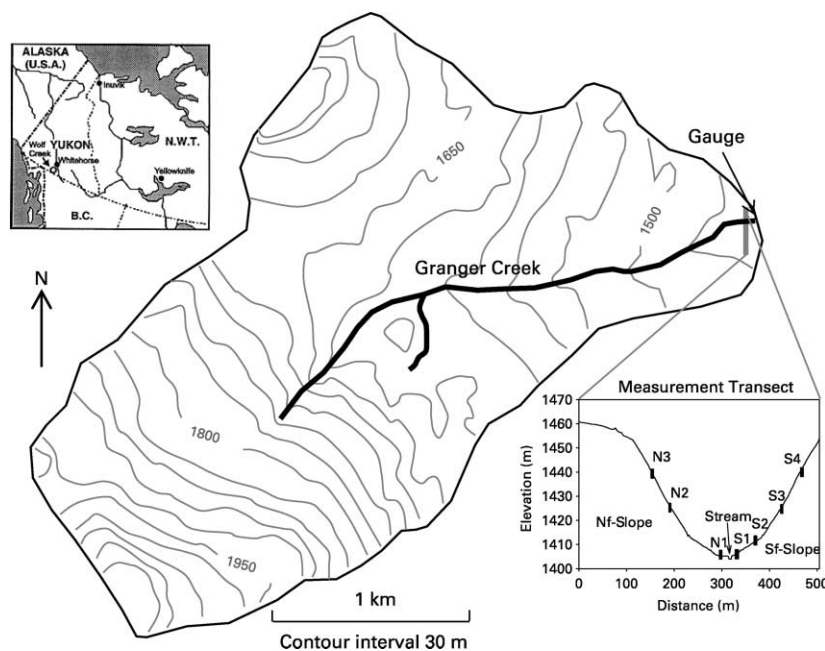 ALASKA
(U.S.A.)
Inuvik
YUKON
N.W.T.
Wolf
Creek
Whitehorse
Yellowknife
B.C.
N
1650
Gauge
1500
Granger Creek
1800
1950
1 km
Contour interval 30 m
Measurement Transect
Elevation (m)
1470
1460
1450
1440
1430
1420
1410
1400
N3
N2
N1
Stream
S1
S2
S3
S4
Nf-Slope
Sf-Slope
0 100 200 300 400 500
Distance (m)